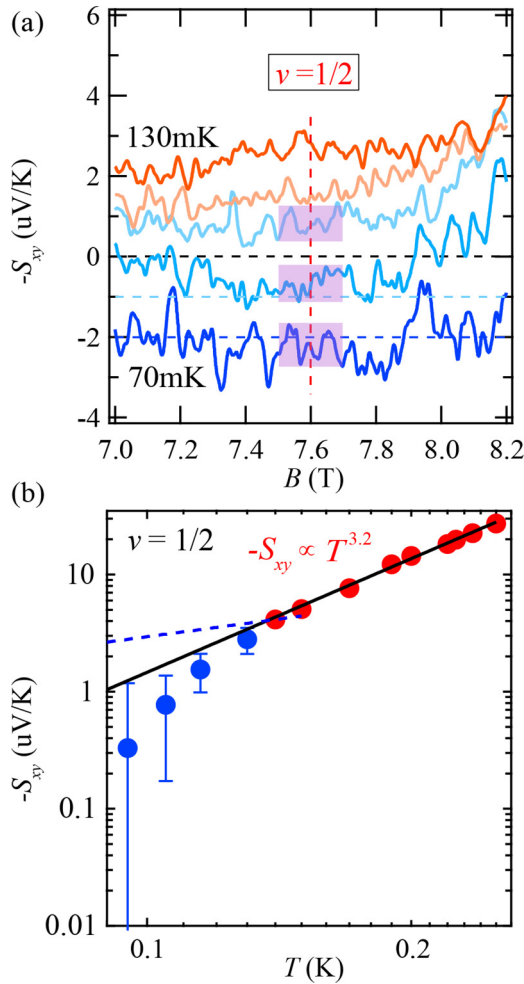 (a)
6
4
2
0
-2
-4
-Sxy (uV/K)
ν = 1/2
130mK
70mK
7.0 7.2 7.4 7.6 7.8 8.0 8.2
B (T)
(b)
ν = 1/2
-Sxy ∝ T^3.2
10
1
0.1
0.01
-Sxy (uV/K)
0.1 0.2
T (K)